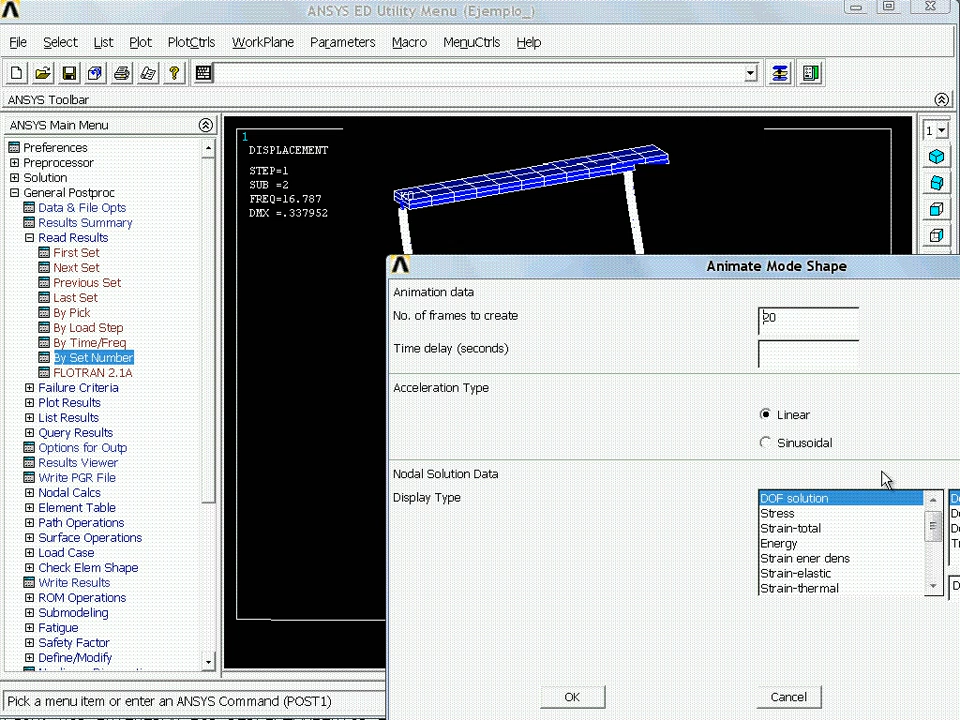 ANSYS ED Utility Menu (Ejemplo_)
File Select List Plot PlotCtrls WorkPlane Parameters Macro MenuCtrls Help
ANSYS Toolbar
ANSYS Main Menu
Preferences
Preprocessor
Solution
General Postproc
Data & File Opts
Results Summary
Read Results
First Set
Next Set
Previous Set
Last Set
By Pick
By Load Step
By Time/Freq
By Set Number
FLOTRAN 2.1A
Failure Criteria
Plot Results
List Results
Query Results
Options for Outp
Results Viewer
Write PGR File
Nodal Calcs
Element Table
Path Operations
Surface Operations
Load Case
Check Elem Shape
Write Results
ROM Operations
Submodeling
Fatigue
Safety Factor
Define/Modify
1
DISPLACEMENT
STEP=1
SUB =2
FREQ=16.787
DMX =.337952
1
Animate Mode Shape
Animation data
No. of frames to create
20
Time delay (seconds)
Acceleration Type
Linear
Sinusoidal
Nodal Solution Data
Display Type
DOF solution
Stress
Strain-total
Energy
Strain ener dens
Strain-elastic
Strain-thermal
OK
Cancel
Pick a menu item or enter an ANSYS Command (POST1)